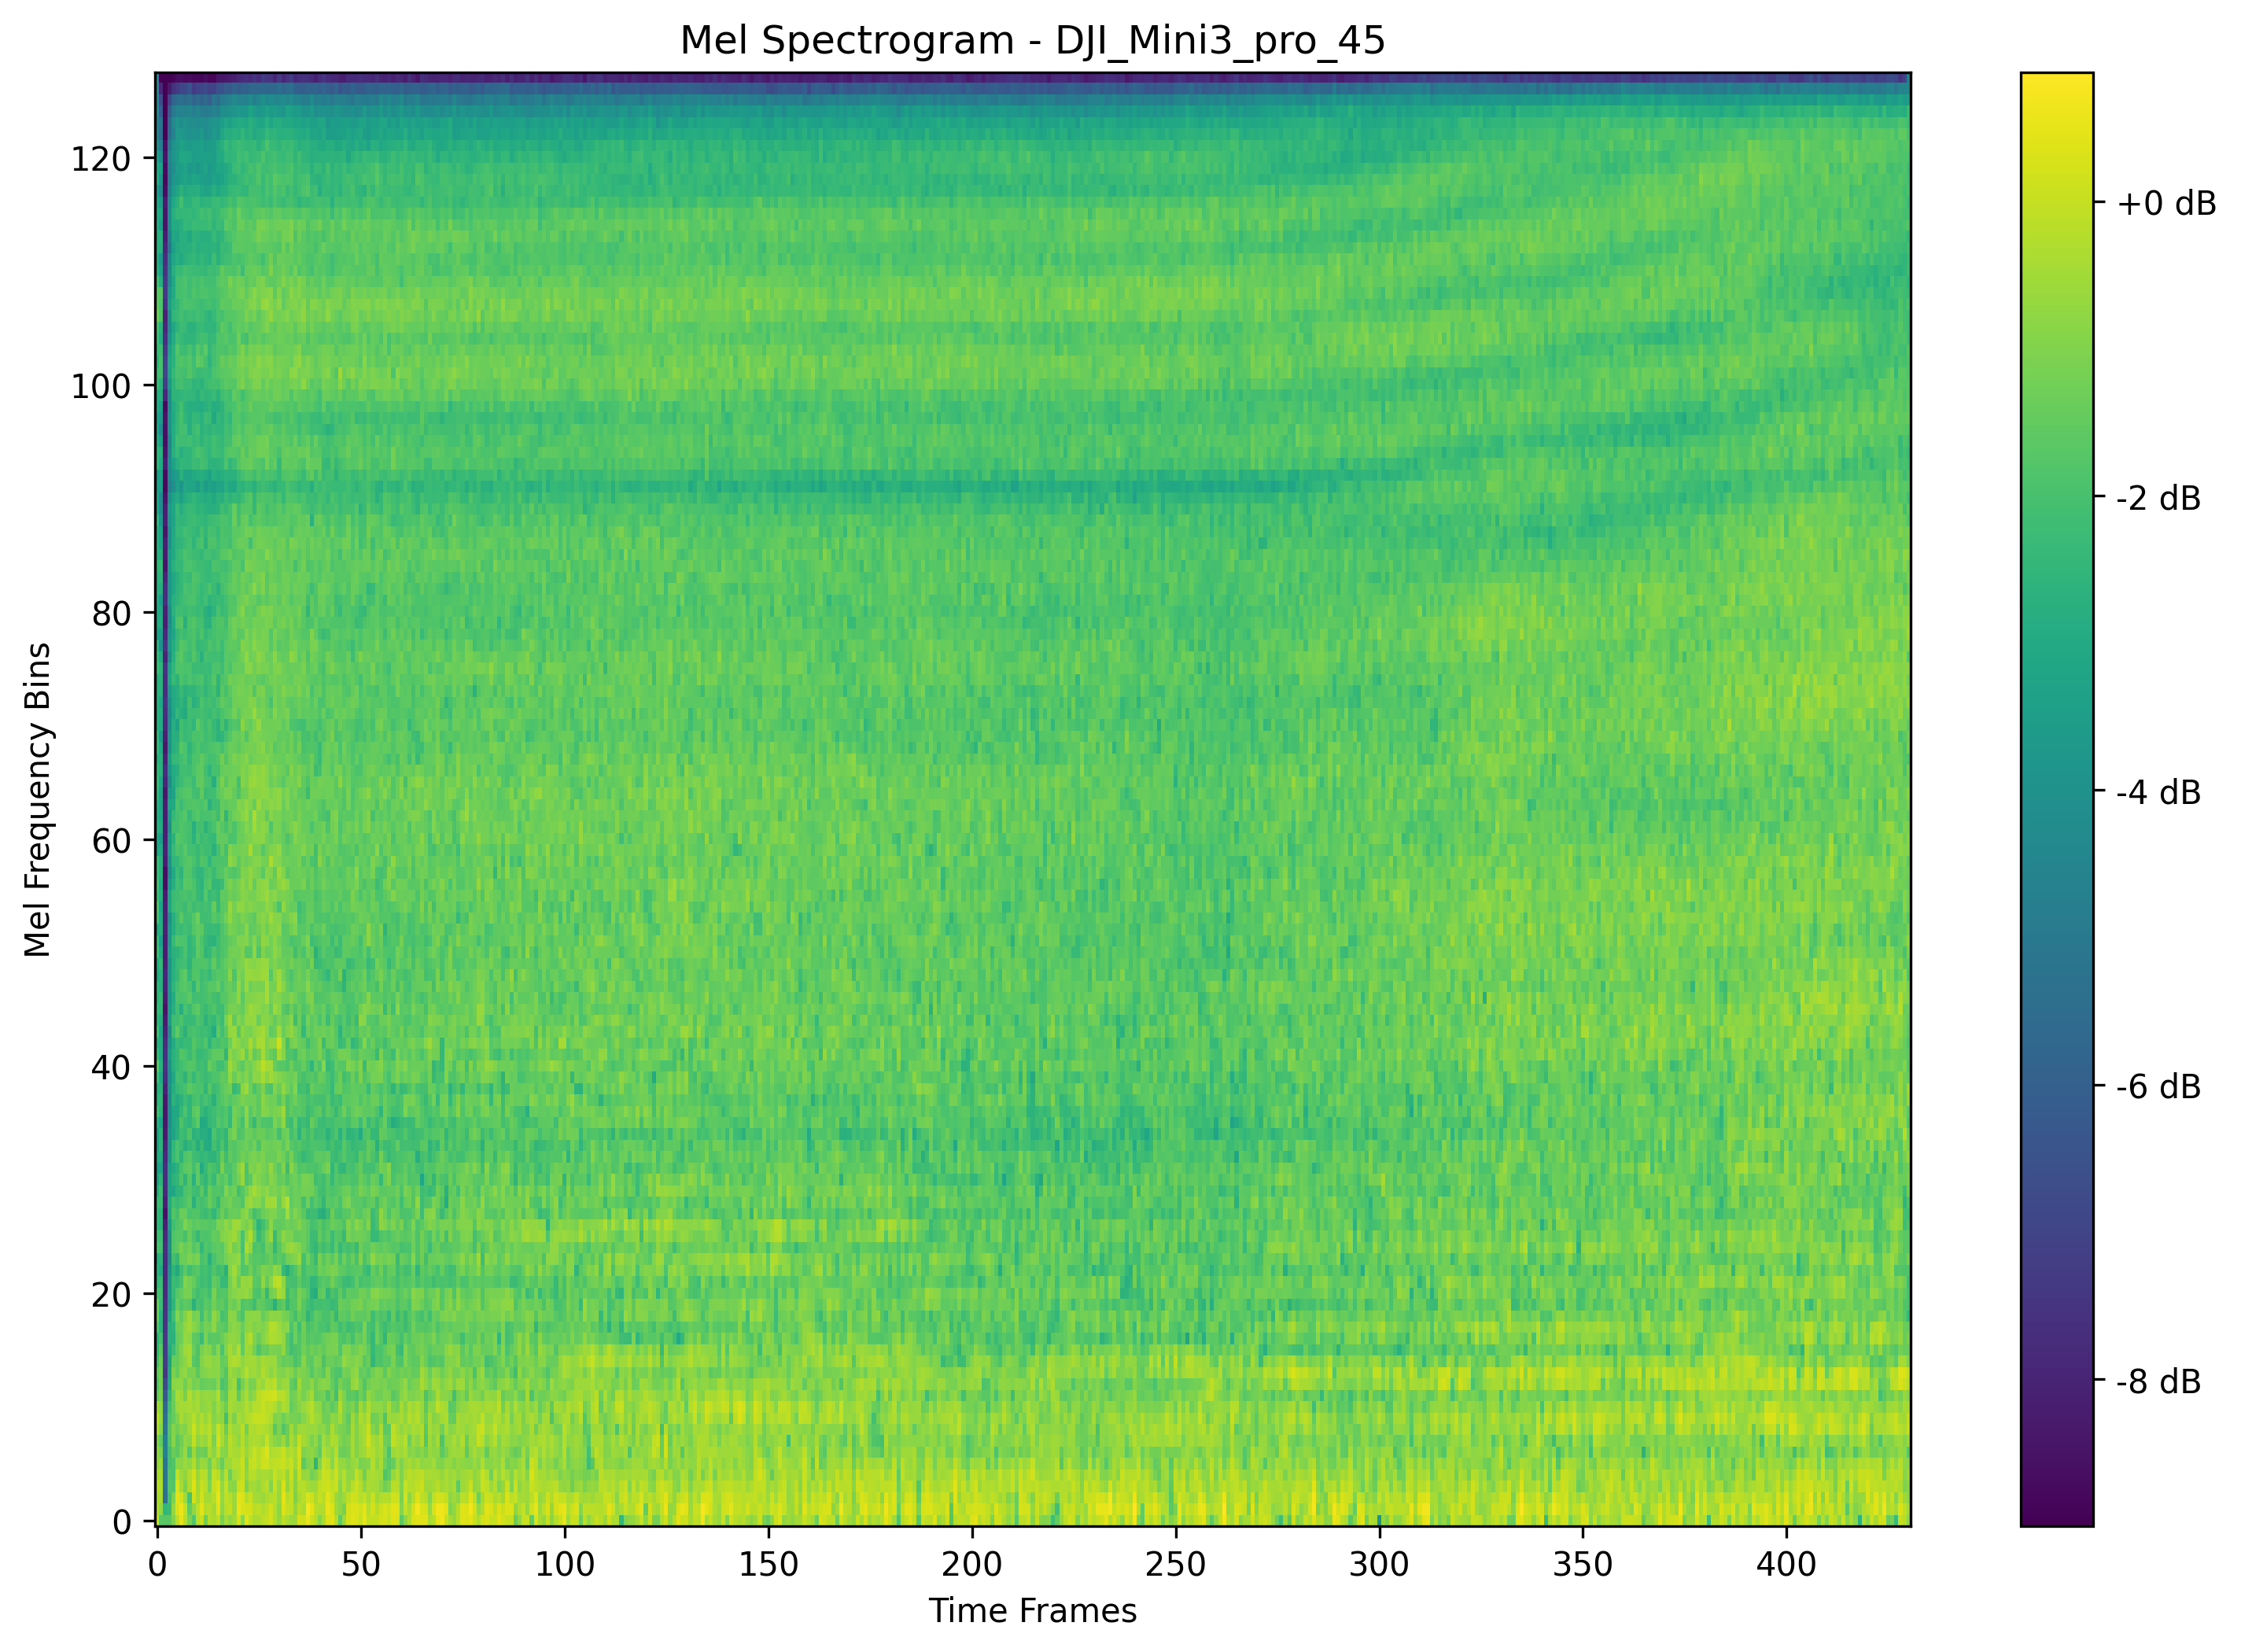 Mel Spectrogram - DJI_Mini3_pro_45
Mel Frequency Bins
120
100
80
60
40
20
0
0 50 100 150 200 250 300 350 400
Time Frames
+0 dB
-2 dB
-4 dB
-6 dB
-8 dB